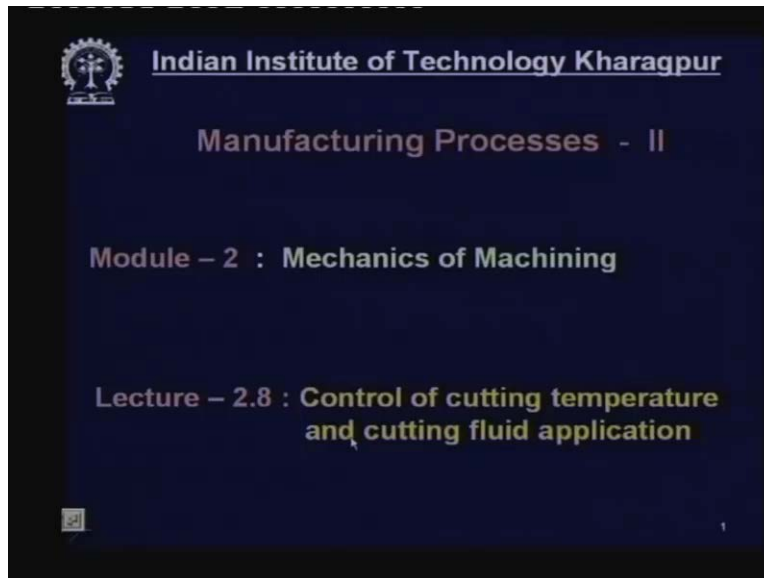 Indian Institute of Technology Kharagpur
Manufacturing Processes - II
Module – 2 : Mechanics of Machining
Lecture – 2.8 : Control of cutting temperature
and cutting fluid application
1